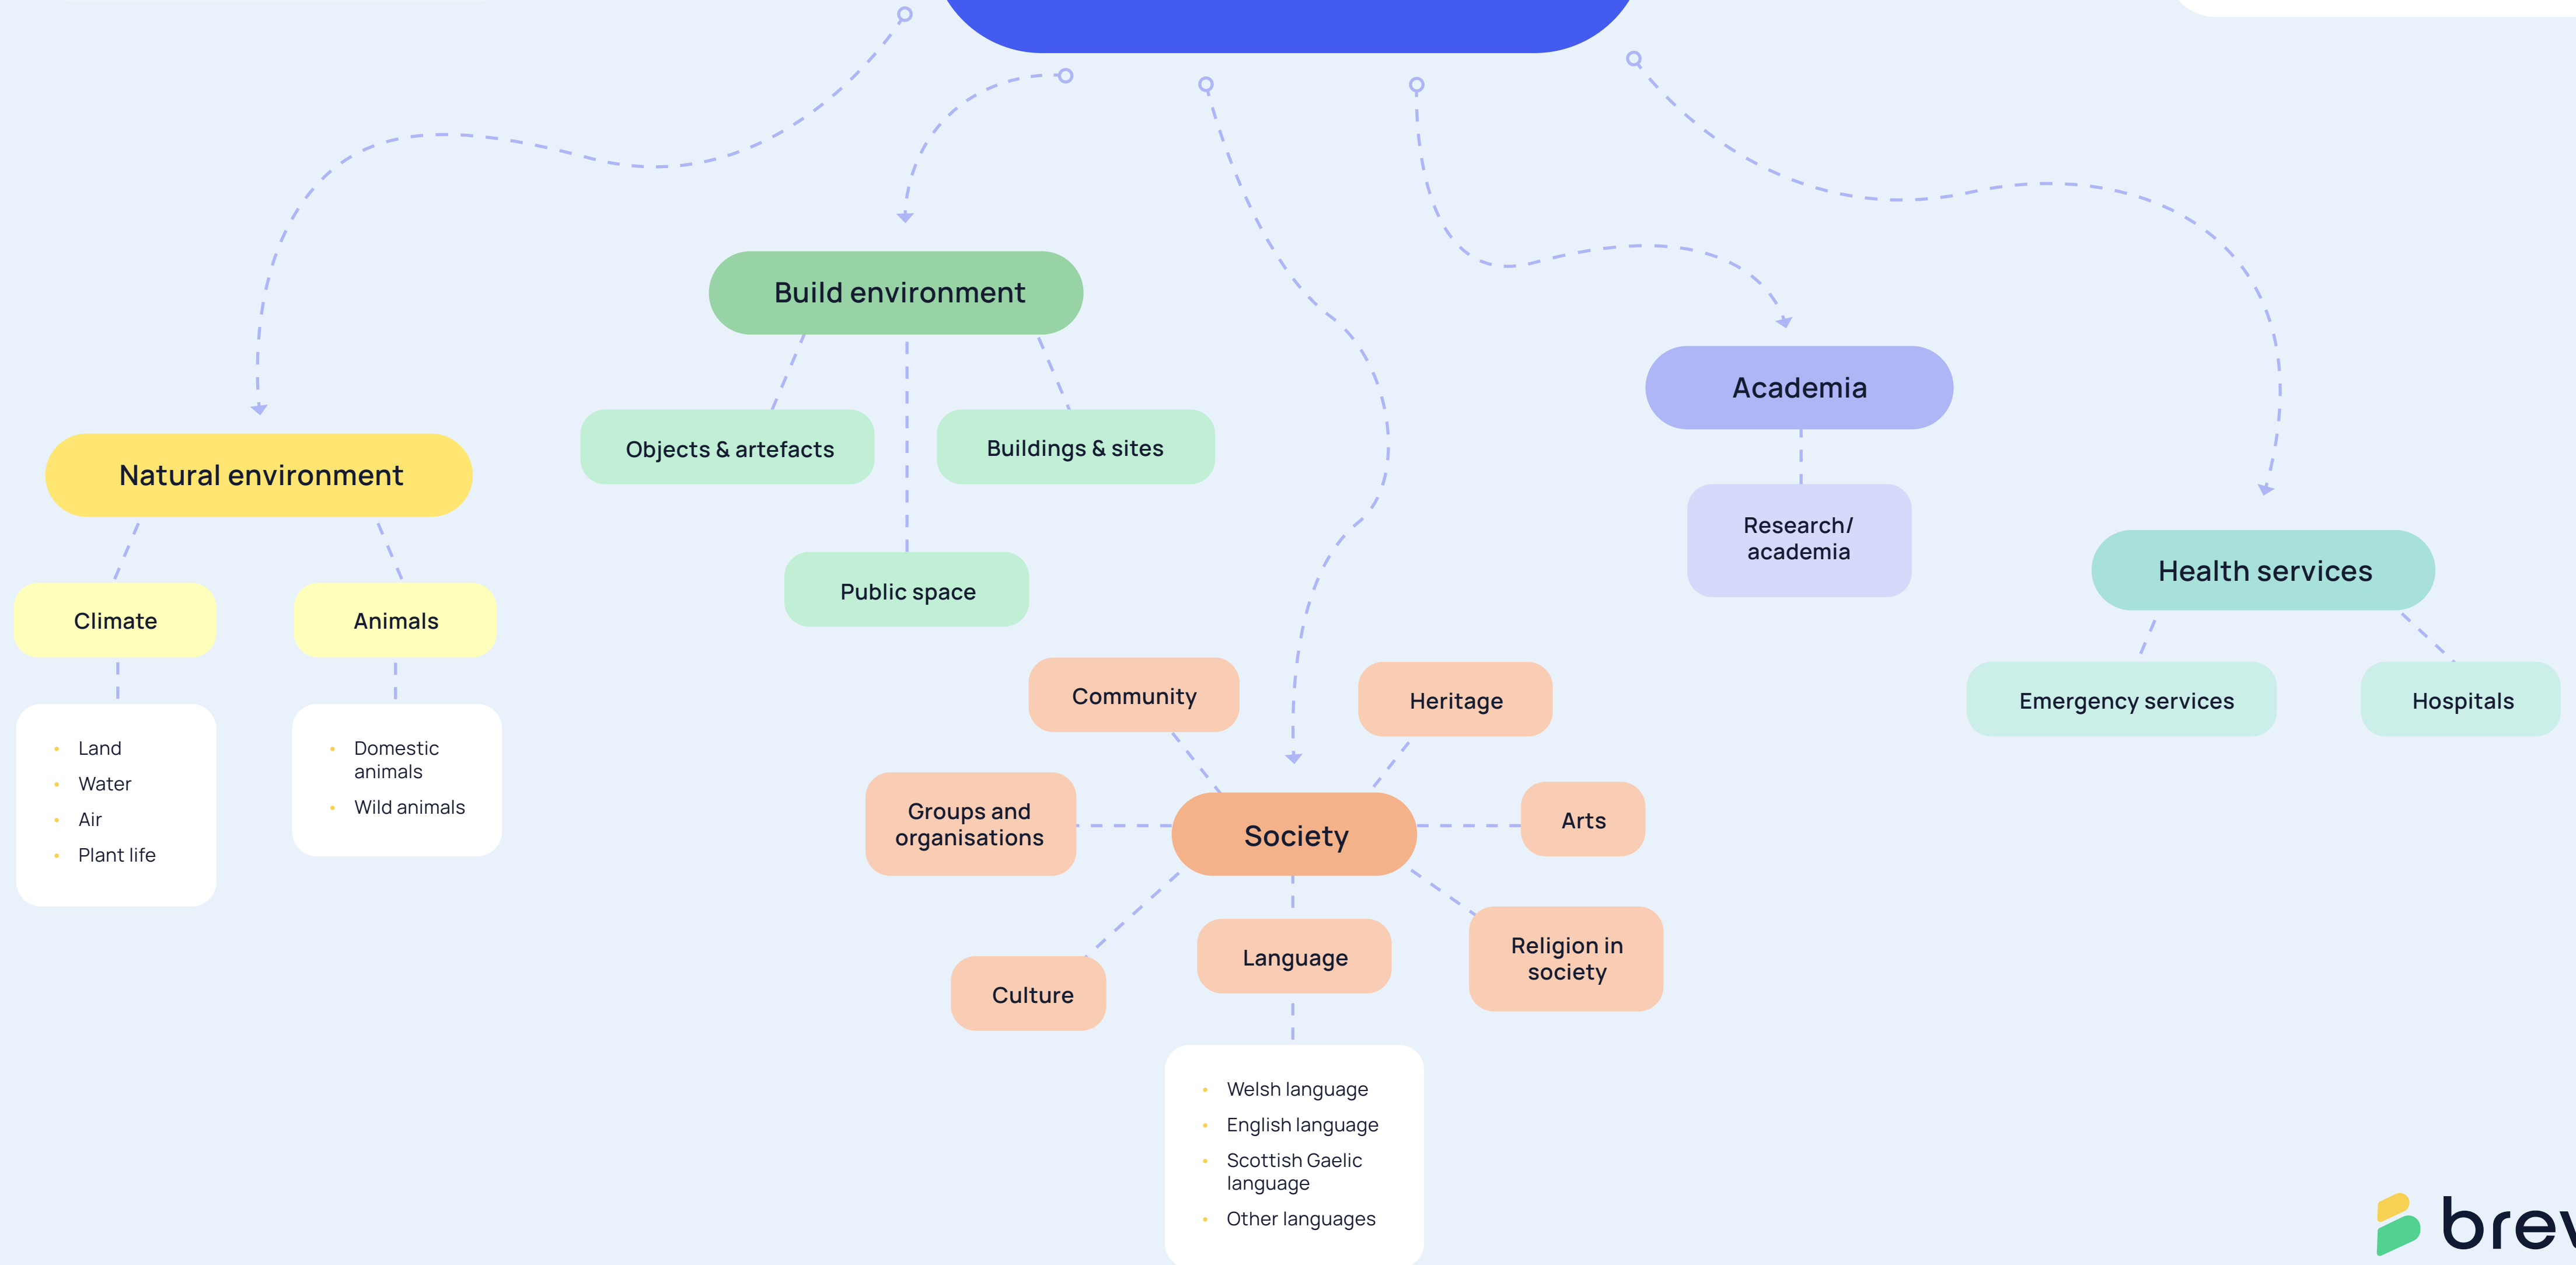 Build environment
Objects & artefacts
Buildings & sites
Public space
Natural environment
Climate
Land
Water
Air
Plant life
Animals
Domestic
animals
Wild animals
Academia
Research/
academia
Health services
Emergency services
Hospitals
Community
Heritage
Groups and
organisations
Society
Arts
Culture
Language
Religion in
society
Welsh language
English language
Scottish Gaelic
language
Other languages